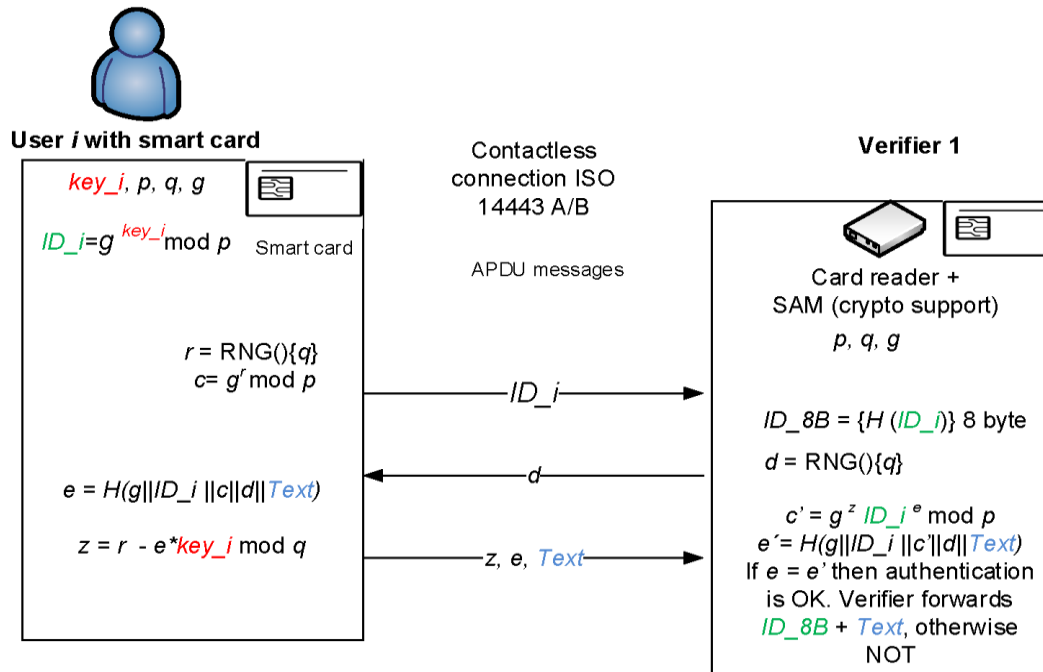 User i with smart card
key_i, p, q, g
ID_i=g key_i mod p
Smart card
r = RNG(){q}
c= g^r mod p
e = H(g||ID_i ||c||d||Text)
z = r - e*key_i mod q
Contactless
connection ISO
14443 A/B
APDU messages
ID_i
d
z, e, Text
Verifier 1
Card reader +
SAM (crypto support)
p, q, g
ID_8B = {H (ID_i)} 8 byte
d = RNG(){q}
c' = g^z ID_i^e mod p
e´= H(g||ID_i ||c'||d||Text)
If e = e' then authentication
is OK. Verifier forwards
ID_8B + Text, otherwise
NOT